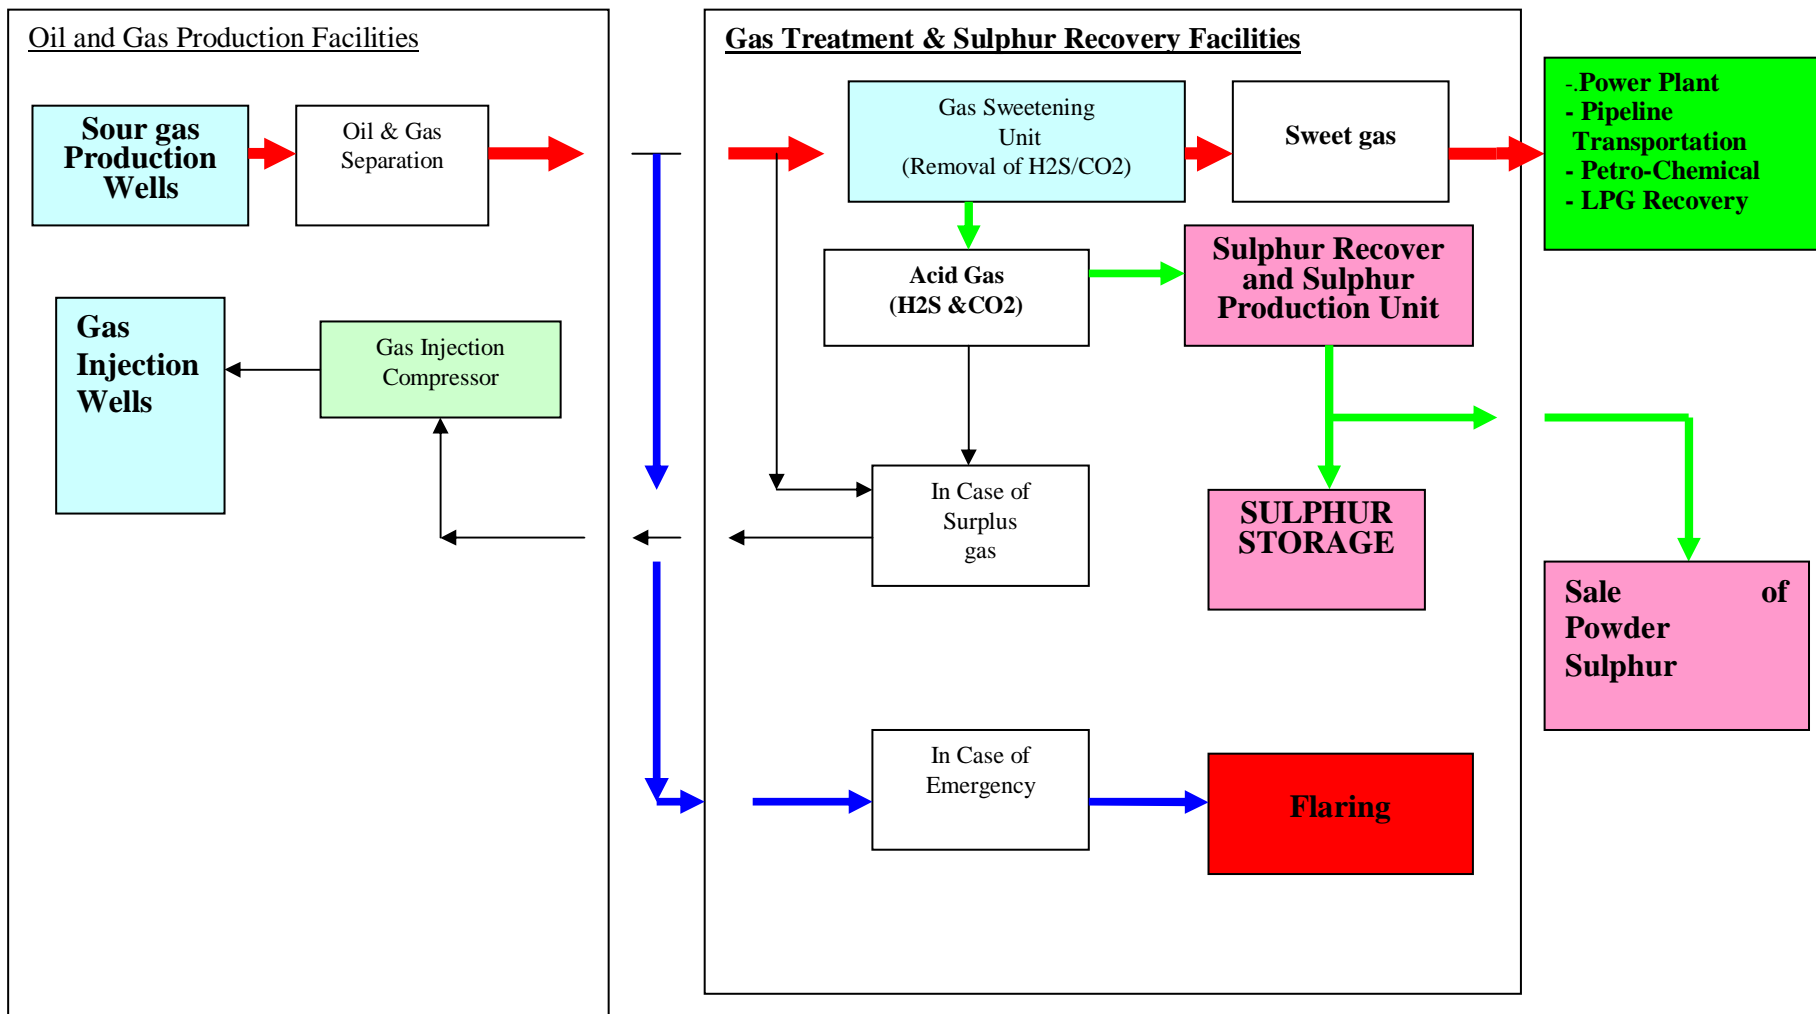 Oil and Gas Production Facilities
Sour gas
Production
Wells
Oil & Gas
Separation
Gas
Injection
Wells
Gas Injection
Compressor
Gas Treatment & Sulphur Recovery Facilities
Gas Sweetening
Unit
(Removal of H2S/CO2)
Sweet gas
Acid Gas
(H2S &CO2)
Sulphur Recover
and Sulphur
Production Unit
In Case of
Surplus
gas
SULPHUR
STORAGE
In Case of
Emergency
Flaring
-.Power Plant
- Pipeline
Transportation
- Petro-Chemical
- LPG Recovery
Sale of
Powder
Sulphur